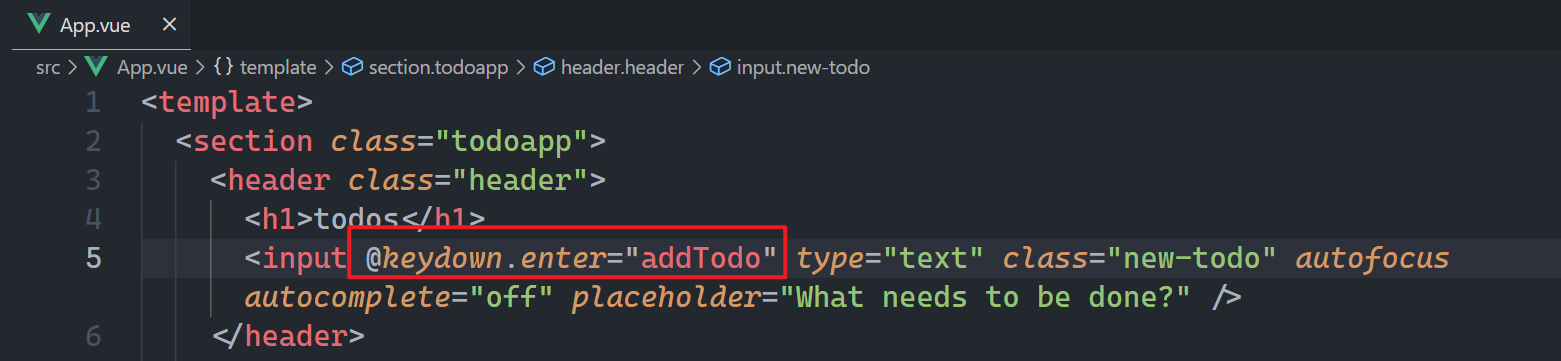 App.vue ×
src > App.vue > {} template > section.todoapp > header.header > input.new-todo
1 <template>
2 <section class="todoapp">
3 <header class="header">
4 <h1>todos</h1>
5 <input @keydown.enter="addTodo" type="text" class="new-todo" autofocus
autocomplete="off" placeholder="What needs to be done?" />
6 </header>